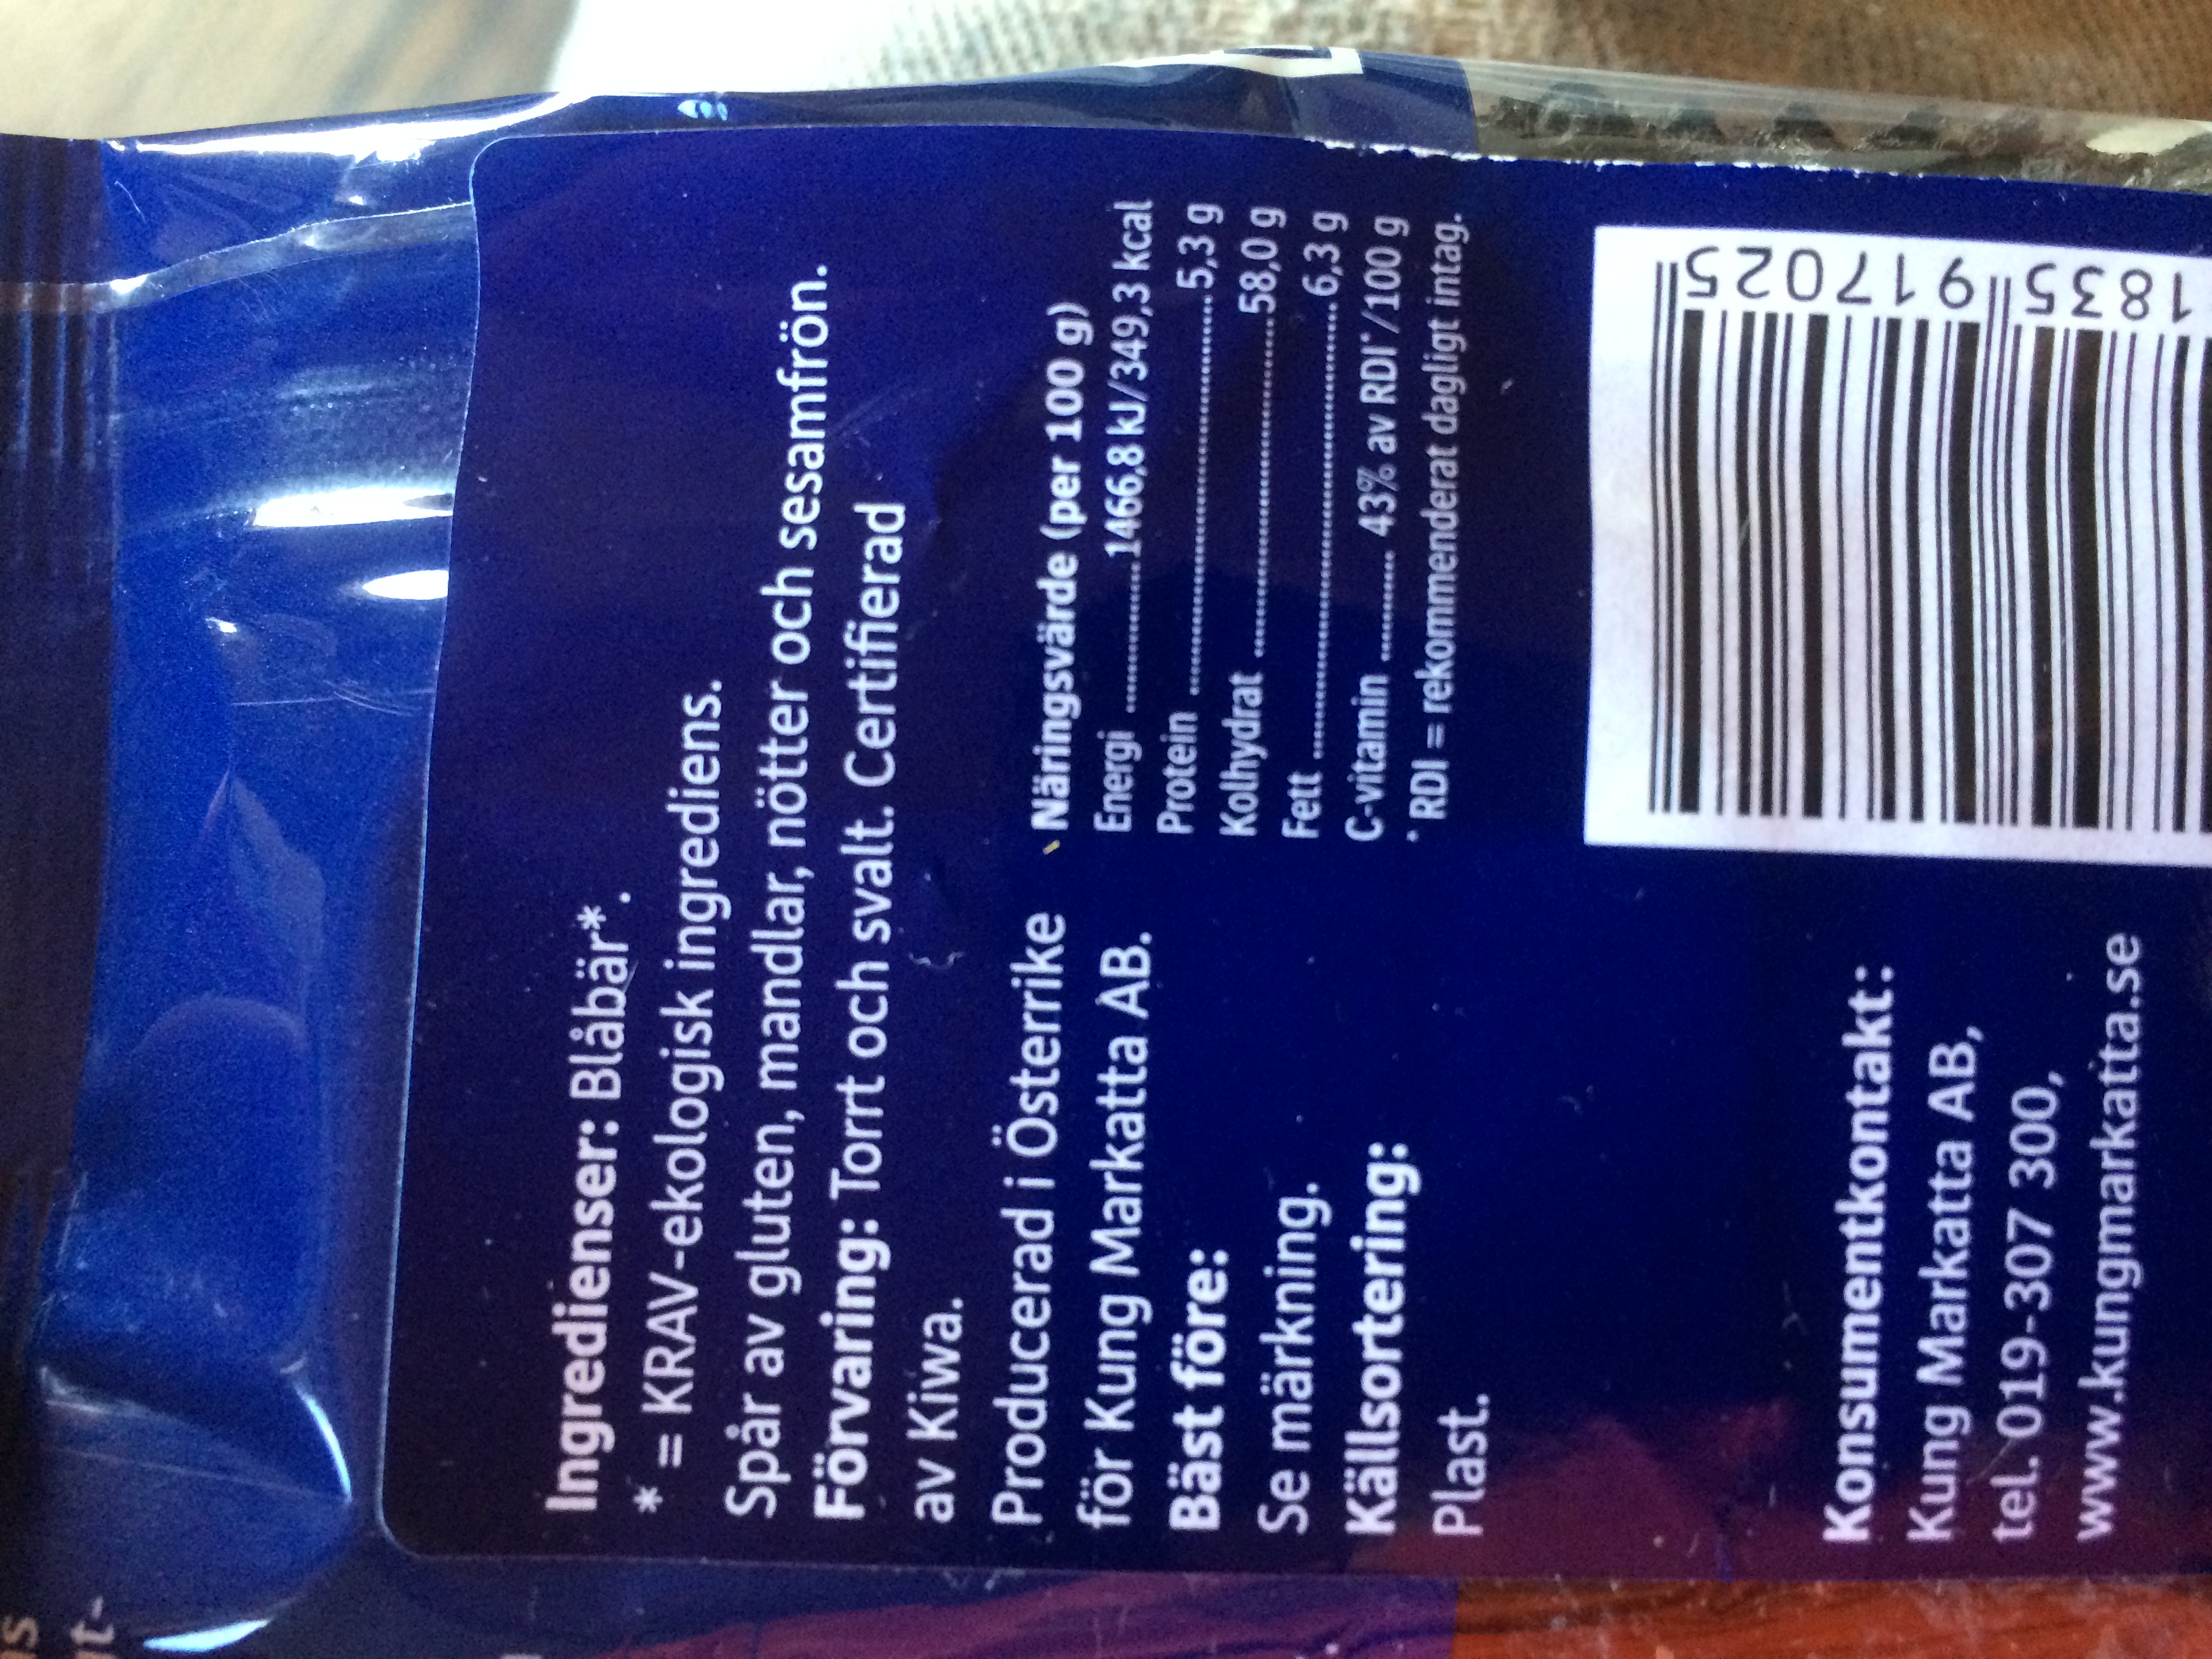 Ingredienser: Blåbär*.
* = KRAV-ekologisk ingrediens.
Spår av gluten, mandlar, nötter och sesamfrön.
Förvaring: Torrt och svalt. Certifierad
av Kiwa.
Producerad i Österrike
för Kung Markatta AB.
Bäst före:
Se märkning.
Källsortering:
Plast.
Näringsvärde (per 100 g)
Energi ............ 1466,8 kJ/349,3 kcal
Protein ............ 5,3 g
Kolhydrat ............ 58,0 g
Fett ............ 6,3 g
C-vitamin ............ 43% av RDI*/100 g
* RDI = rekommenderat dagligt intag.
Konsumentkontakt:
Kung Markatta AB,
tel. 019-307 300,
www.kungmarkatta.se
1835 917025